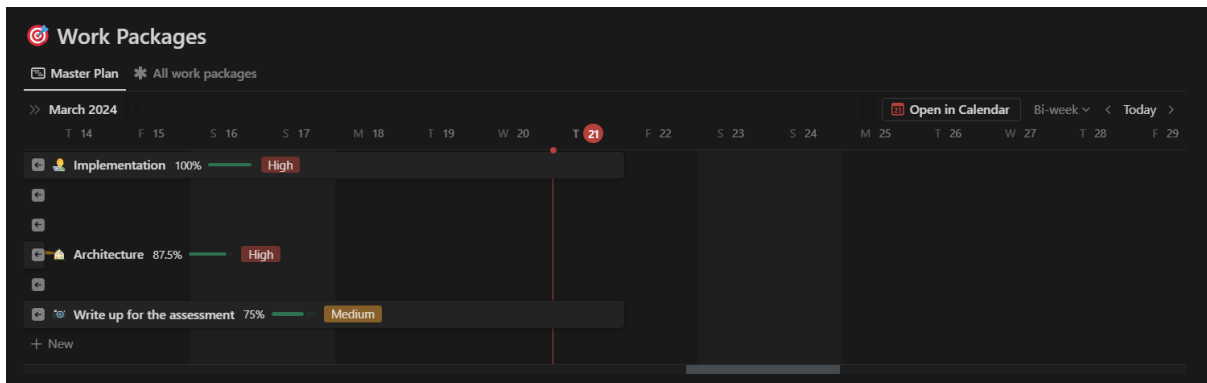 Work Packages
Master Plan All work packages
March 2024 21 Open in Calendar Bi-week Today
T 14 F 15 S 16 S 17 M 18 T 19 W 20 T 21 F 22 S 23 S 24 M 25 T 26 W 27 T 28 F 29
Implementation 100% High
Architecture 87.5% High
Write up for the assessment 75% Medium
+ New